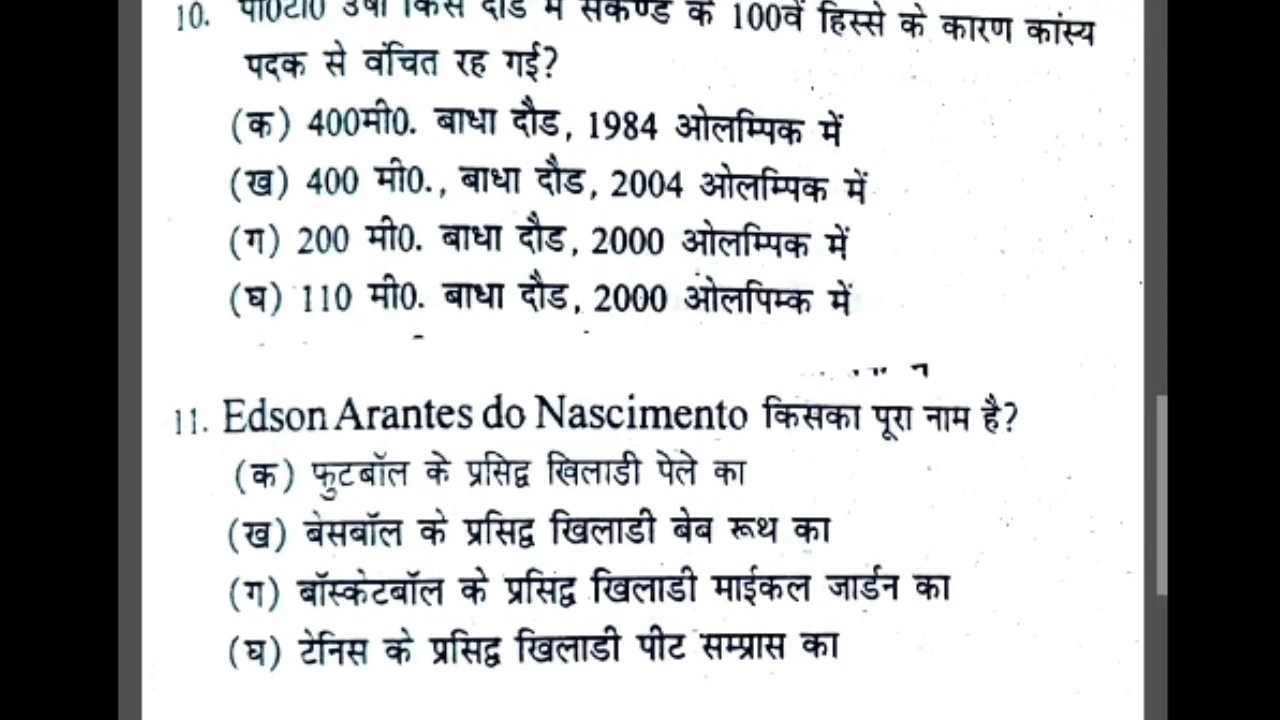 10. पी0टी0 उषा किस दौड में सेकण्ड के 100वें हिस्से के कारण कांस्य
पदक से वंचित रह गई?
(क) 400मी0. बाधा दौड, 1984 ओलम्पिक में
(ख) 400 मी0., बाधा दौड, 2004 ओलम्पिक में
(ग) 200 मी0. बाधा दौड, 2000 ओलम्पिक में
(घ) 110 मी0. बाधा दौड, 2000 ओलपिम्क में
11. Edson Arantes do Nascimento किसका पूरा नाम है?
(क) फुटबॉल के प्रसिद्व खिलाडी पेले का
(ख) बेसबॉल के प्रसिद्व खिलाडी बेब रूथ का
(ग) बॉस्केटबॉल के प्रसिद्व खिलाडी माईकल जार्डन का
(घ) टेनिस के प्रसिद्व खिलाडी पीट सम्प्रास का